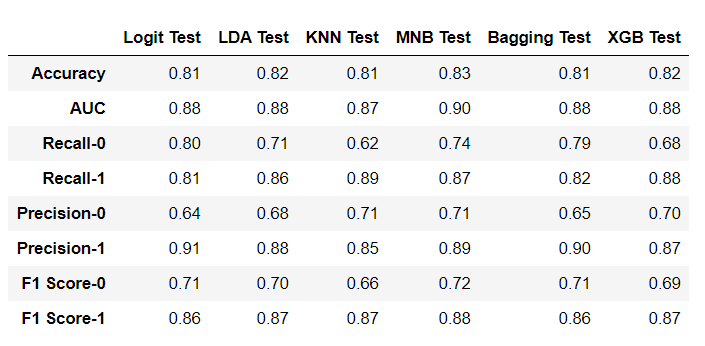 Logit Test LDA Test KNN Test MNB Test Bagging Test XGB Test
Accuracy 0.81 0.82 0.81 0.83 0.81 0.82
AUC 0.88 0.88 0.87 0.90 0.88 0.88
Recall-0 0.80 0.71 0.62 0.74 0.79 0.68
Recall-1 0.81 0.86 0.89 0.87 0.82 0.88
Precision-0 0.64 0.68 0.71 0.71 0.65 0.70
Precision-1 0.91 0.88 0.85 0.89 0.90 0.87
F1 Score-0 0.71 0.70 0.66 0.72 0.71 0.69
F1 Score-1 0.86 0.87 0.87 0.88 0.86 0.87